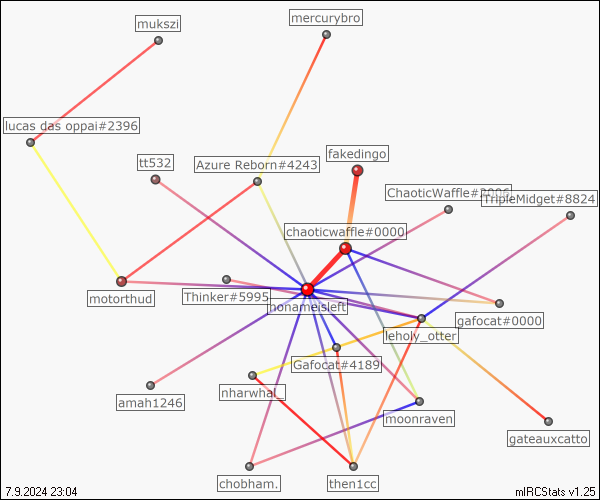 mukszi
mercurybro
lucas das oppai#2396
tt532
Azure Reborn#4243
fakedingo
TripleMidget#8824
chaoticwaffle#0000
motorthud
Thinker#5995
nonameisleft
gafocat#0000
leholy_otter
Gafocat#4189
amah1246
nharwhal_
moonraven
gateauxcatto
chobham.
then1cc
7.9.2024 23:04
mIRCStats v1.25